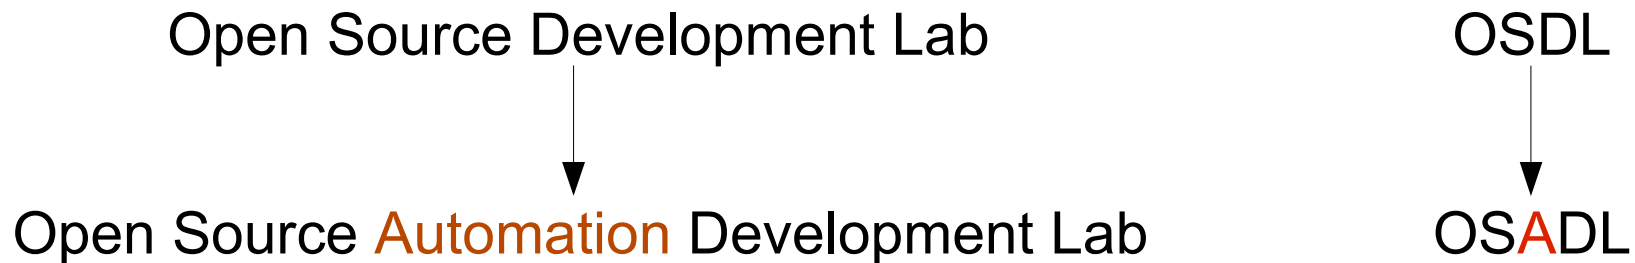 Open Source Development Lab OSDL
Open Source Automation Development Lab OSADL